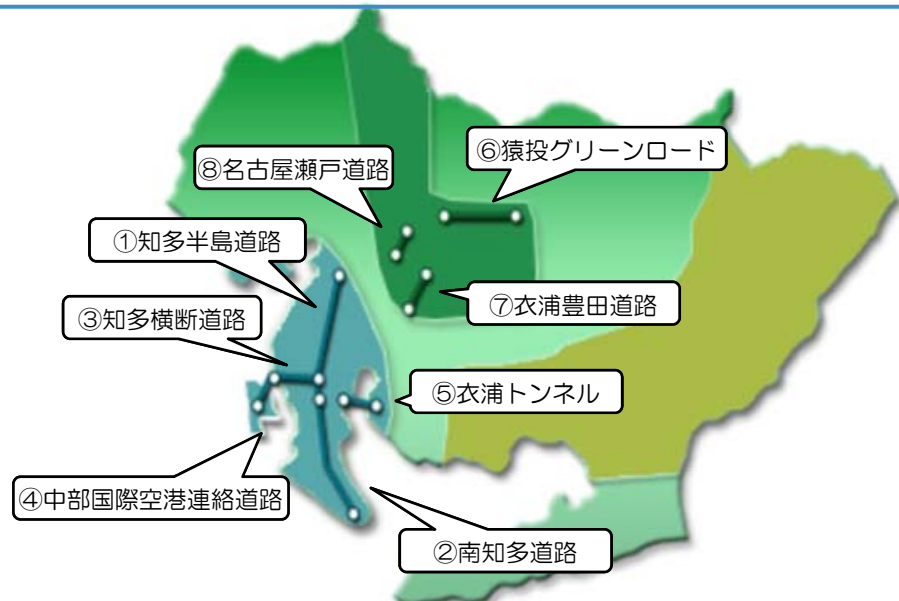 ⑥猿投グリーンロード
⑧名古屋瀬戸道路
①知多半島道路
③知多横断道路
⑦衣浦豊田道路
⑤衣浦トンネル
④中部国際空港連絡道路
②南知多道路